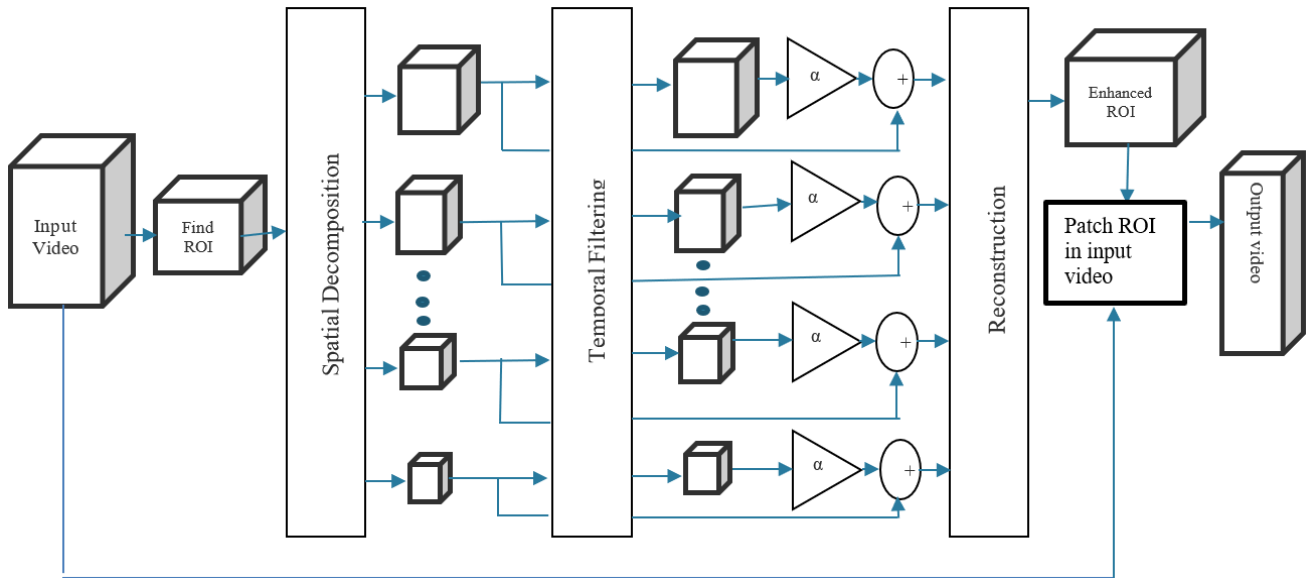 Input
Video
Find
ROI
Spatial Decomposition
Temporal Filtering
α
+
α
+
α
+
α
+
Reconstruction
Enhanced
ROI
Patch ROI
in input
video
Output video